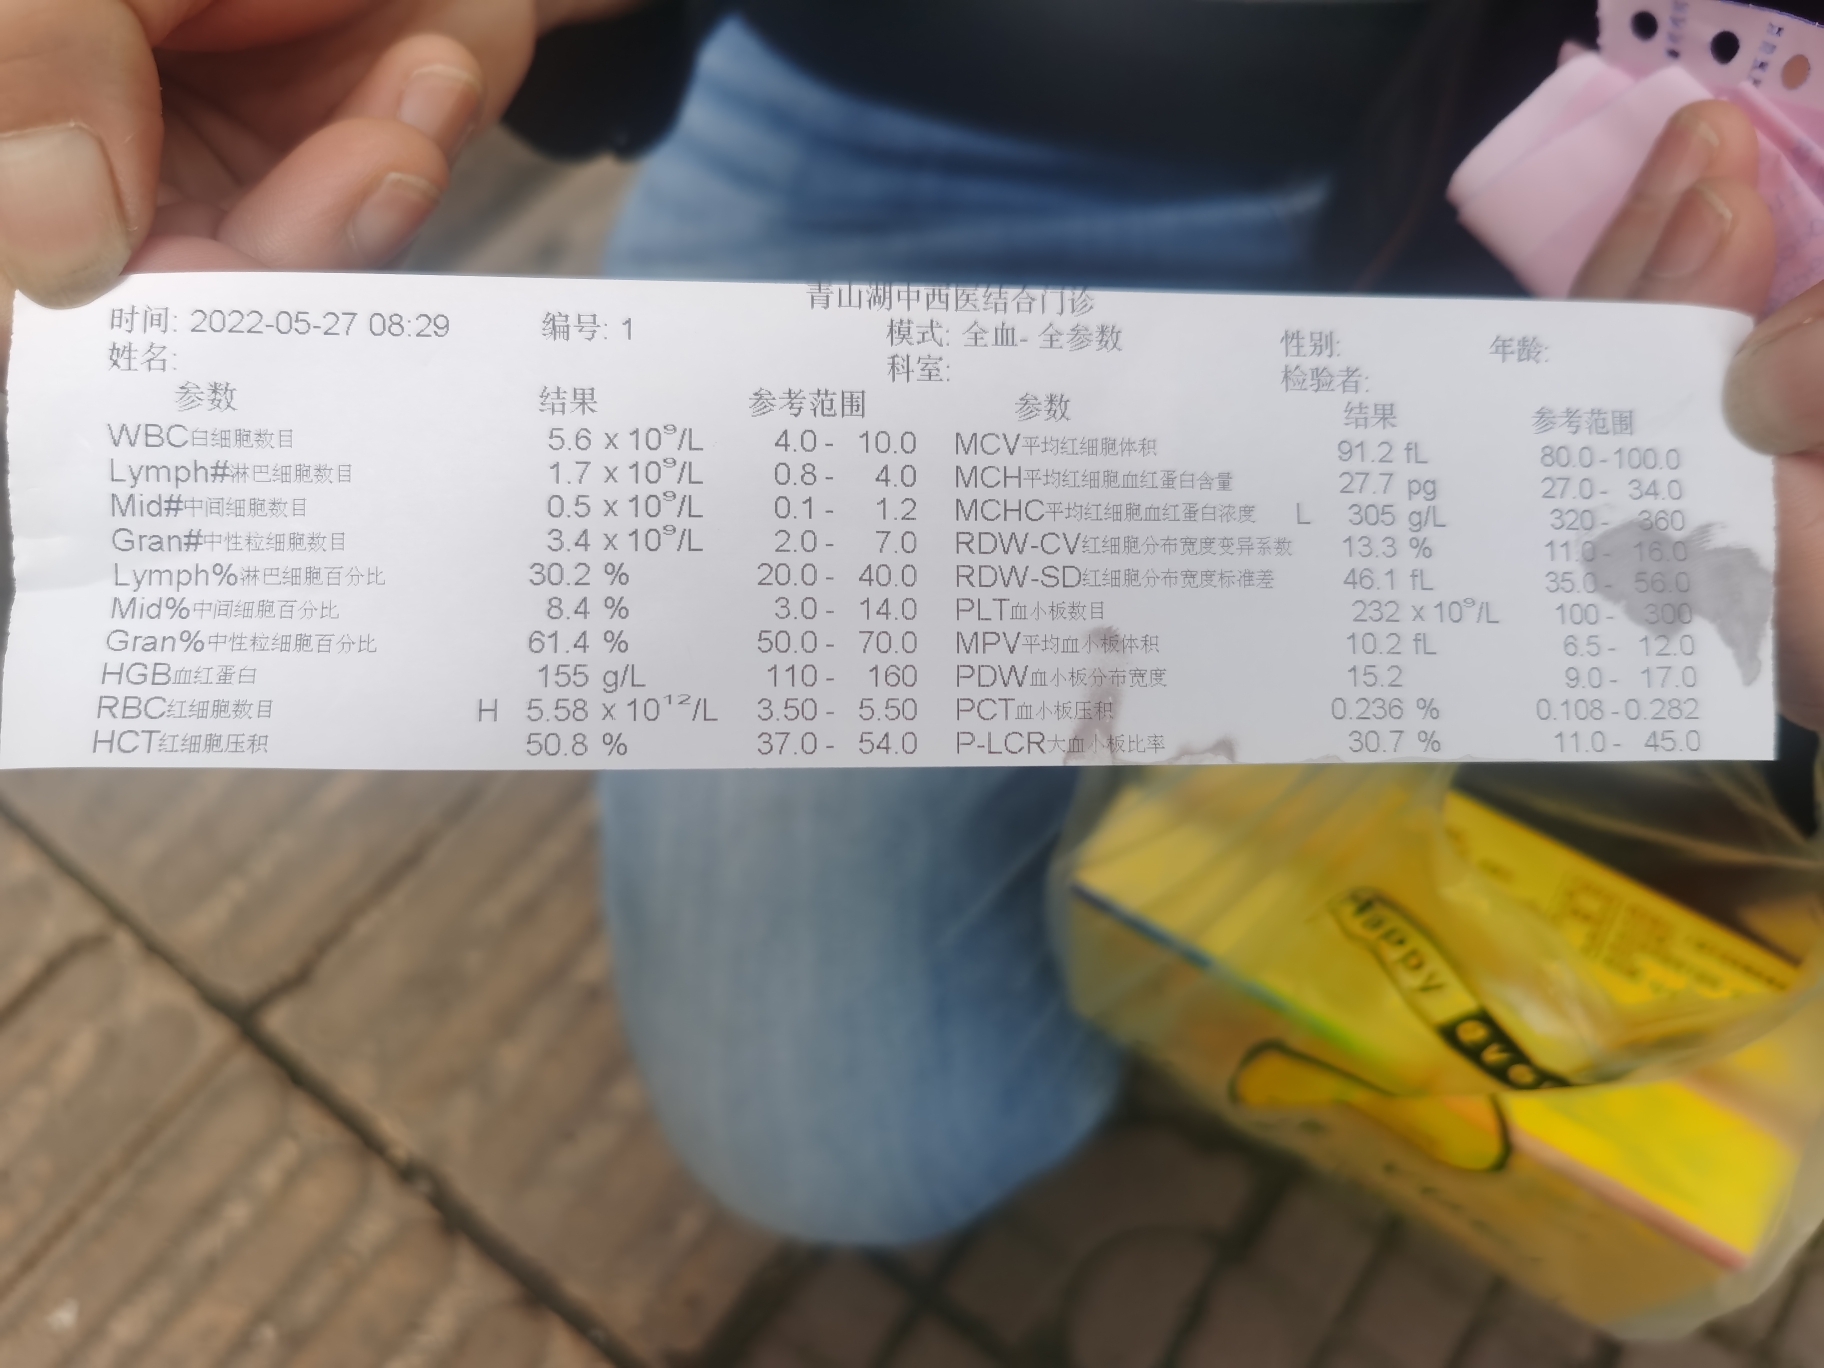 青山湖中西医结合门诊
时间: 2022-05-27 08:29 编号: 1 模式: 全血- 全参数 性别: 年龄:
姓名: 科室: 检验者:
参数 结果 参考范围 参数 结果 参考范围
WBC白细胞数目 5.6 x 10⁹/L 4.0 - 10.0 MCV平均红细胞体积 91.2 fL 80.0 - 100.0
Lymph#淋巴细胞数目 1.7 x 10⁹/L 0.8 - 4.0 MCH平均红细胞血红蛋白含量 27.7 pg 27.0 - 34.0
Mid#中间细胞数目 0.5 x 10⁹/L 0.1 - 1.2 MCHC平均红细胞血红蛋白浓度 L 305 g/L 320 - 360
Gran#中性粒细胞数目 3.4 x 10⁹/L 2.0 - 7.0 RDW-CV红细胞分布宽度变异系数 13.3 % 11.0 - 16.0
Lymph%淋巴细胞百分比 30.2 % 20.0 - 40.0 RDW-SD红细胞分布宽度标准差 46.1 fL 35.0 - 56.0
Mid%中间细胞百分比 8.4 % 3.0 - 14.0 PLT血小板数目 232 x 10⁹/L 100 - 300
Gran%中性粒细胞百分比 61.4 % 50.0 - 70.0 MPV平均血小板体积 10.2 fL 6.5 - 12.0
HGB血红蛋白 155 g/L 110 - 160 PDW血小板分布宽度 15.2 9.0 - 17.0
RBC红细胞数目 H 5.58 x 10¹²/L 3.50 - 5.50 PCT血小板压积 0.236 % 0.108 - 0.282
HCT红细胞压积 50.8 % 37.0 - 54.0 P-LCR大血小板比率 30.7 % 11.0 - 45.0
Happy